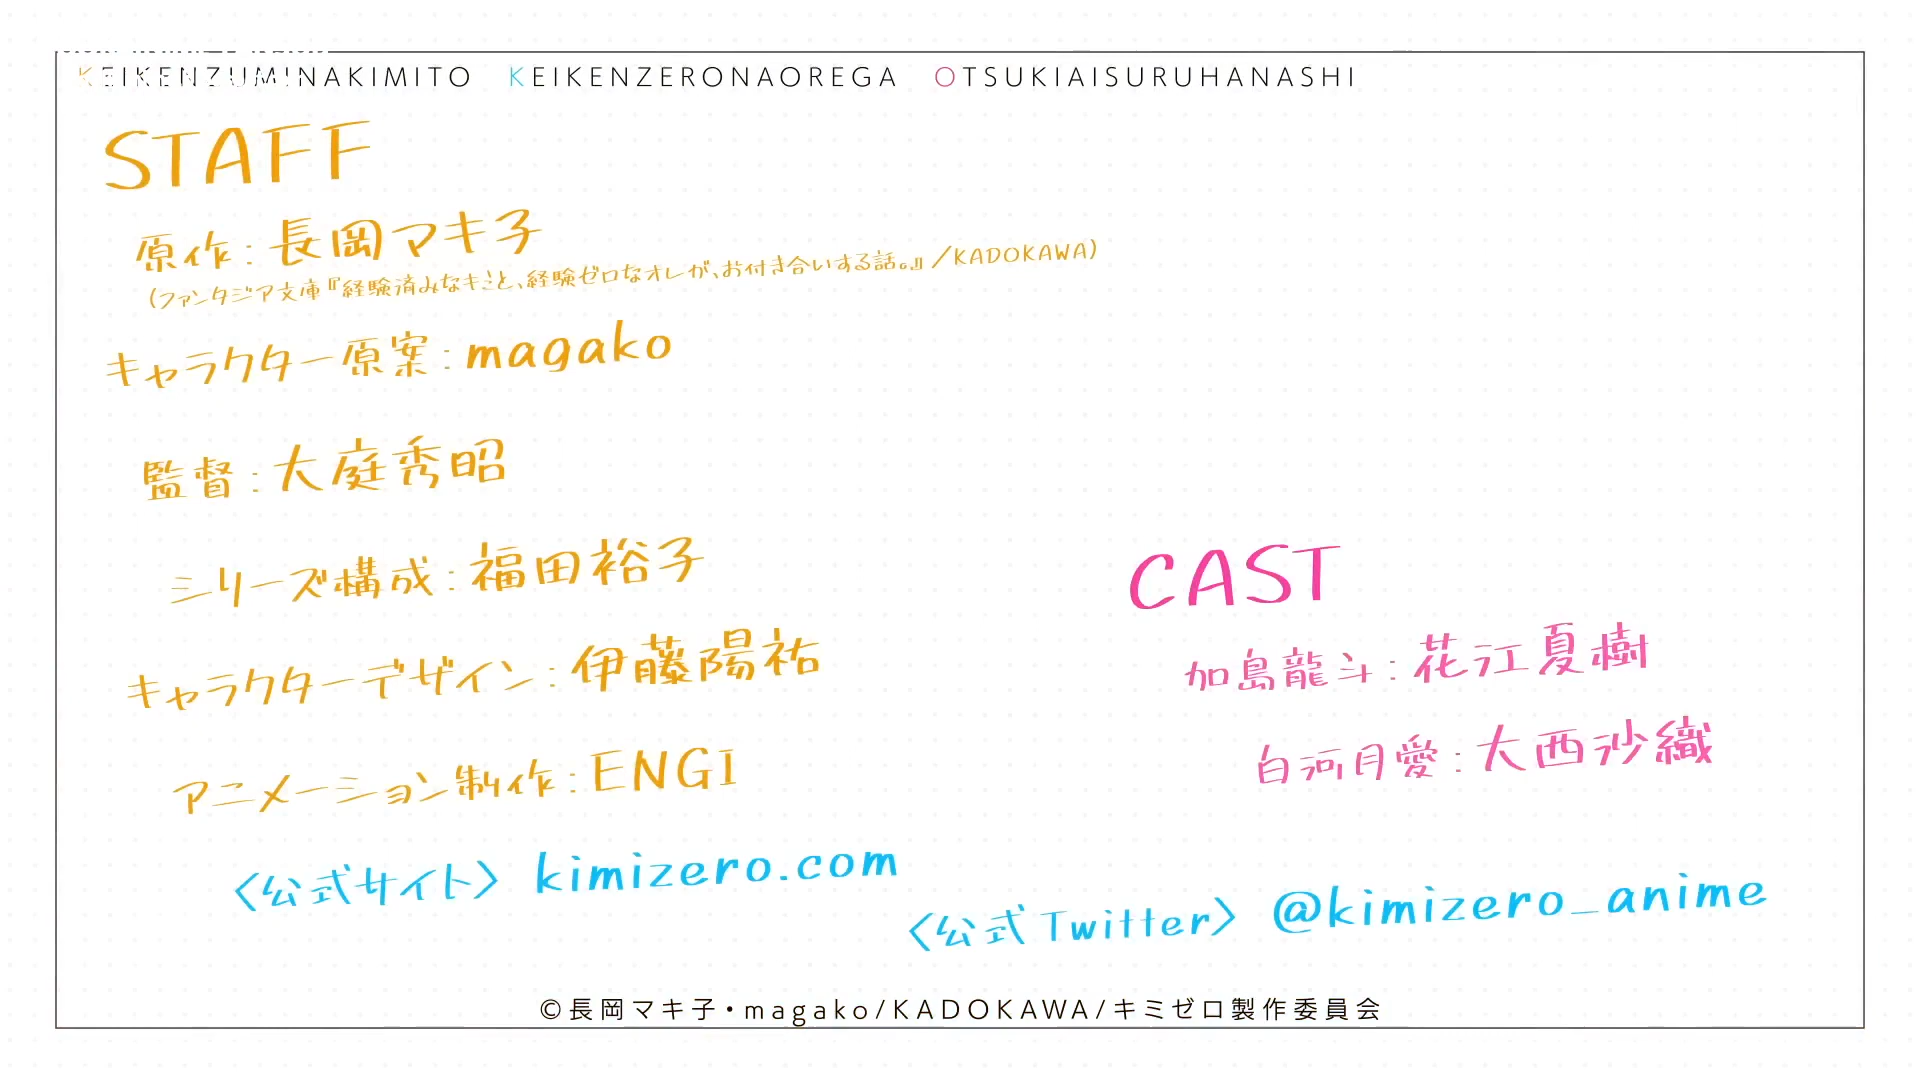 KEIKENZUMINAKIMITO KEIKENZERONAOREGA OTSUKIAISURUHANASHI
STAFF
原作:長岡マキ子
(ファンタジア文庫『経験済みなキミと、経験ゼロなオレが、お付き合いする話。』/KADOKAWA)
キャラクター原案:magako
監督:大庭秀昭
シリーズ構成:福田裕子
キャラクターデザイン:伊藤陽祐
アニメーション制作:ENGI
CAST
加島龍斗:花江夏樹
白河月愛:大西沙織
〈公式サイト〉 kimizero.com
〈公式Twitter〉 @kimizero_anime
©長岡マキ子・magako/KADOKAWA/キミゼロ製作委員会